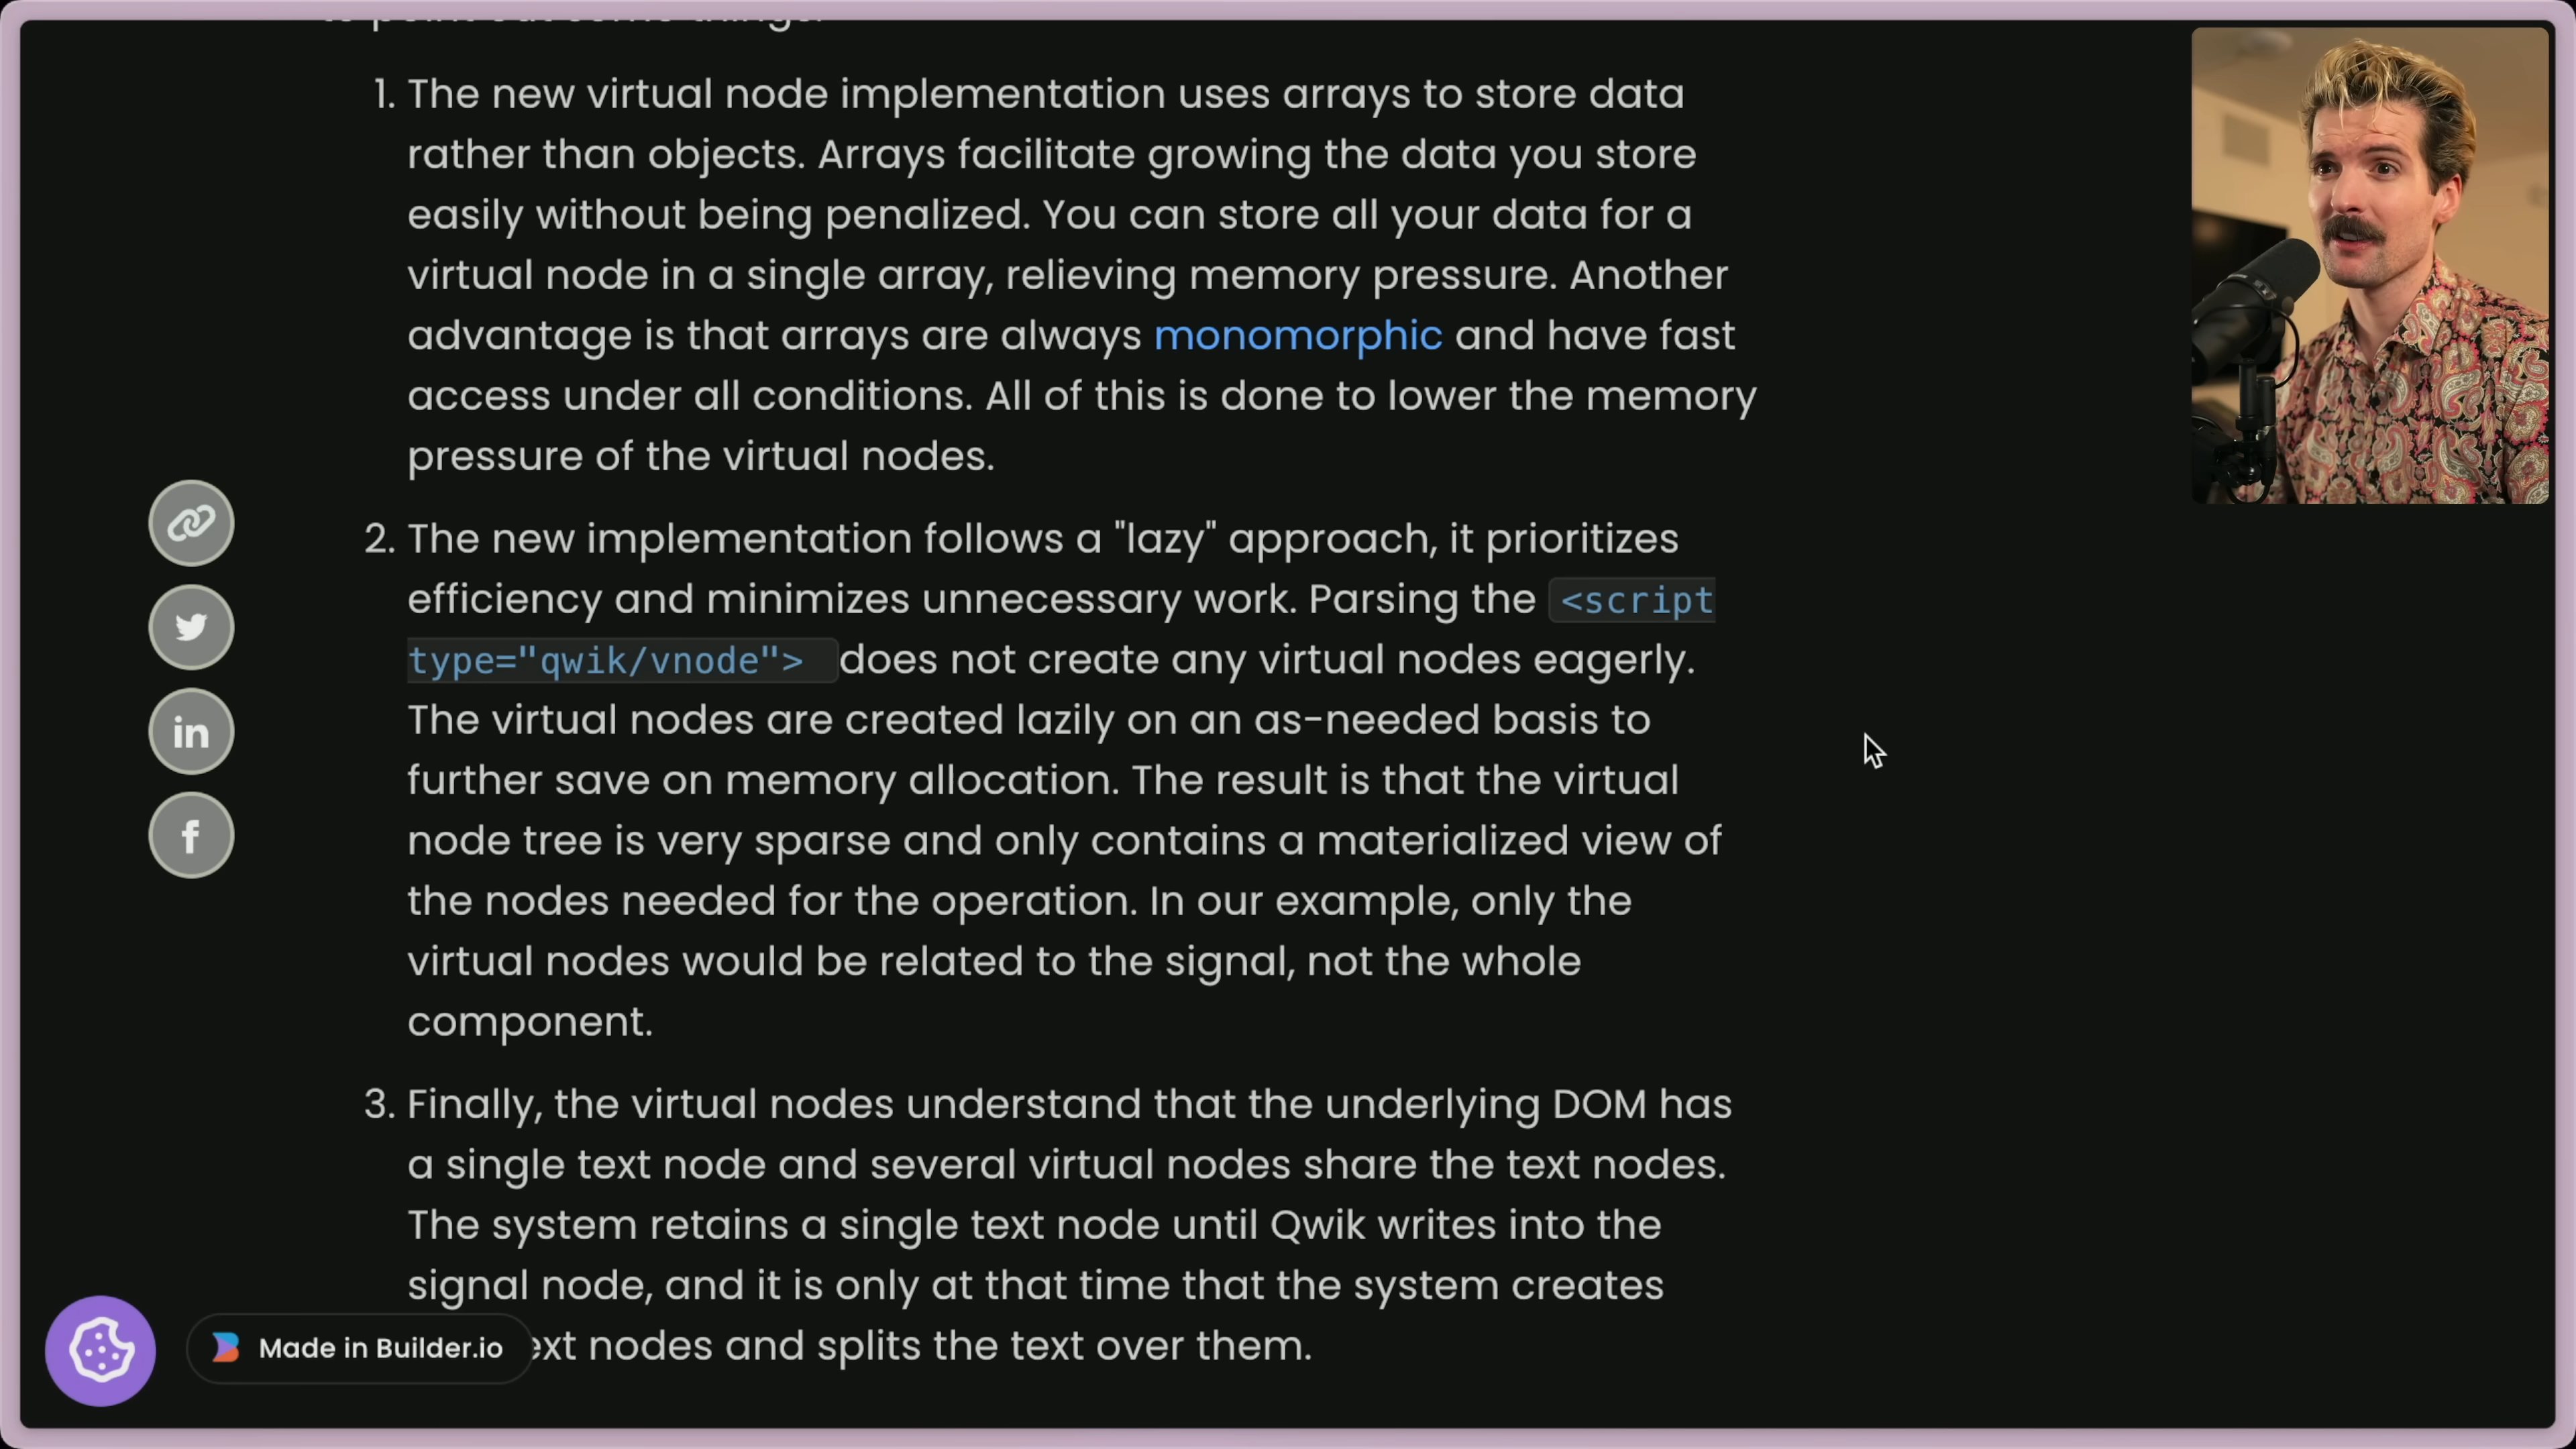 1. The new virtual node implementation uses arrays to store data
rather than objects. Arrays facilitate growing the data you store
easily without being penalized. You can store all your data for a
virtual node in a single array, relieving memory pressure. Another
advantage is that arrays are always monomorphic and have fast
access under all conditions. All of this is done to lower the memory
pressure of the virtual nodes.
2. The new implementation follows a "lazy" approach, it prioritizes
efficiency and minimizes unnecessary work. Parsing the <script
type="qwik/vnode"> does not create any virtual nodes eagerly.
The virtual nodes are created lazily on an as-needed basis to
further save on memory allocation. The result is that the virtual
node tree is very sparse and only contains a materialized view of
the nodes needed for the operation. In our example, only the
virtual nodes would be related to the signal, not the whole
component.
3. Finally, the virtual nodes understand that the underlying DOM has
a single text node and several virtual nodes share the text nodes.
The system retains a single text node until Qwik writes into the
signal node, and it is only at that time that the system creates
nodes and splits the text over them.
in
f
Made in Builder.io